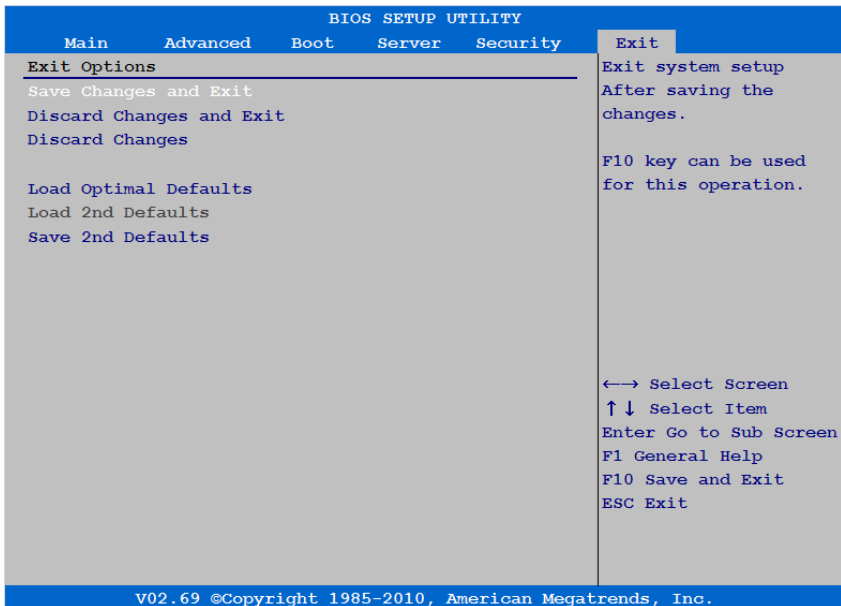 BIOS SETUP UTILITY
Main Advanced Boot Server Security Exit
Exit Options
Save Changes and Exit
Discard Changes and Exit
Discard Changes
Load Optimal Defaults
Load 2nd Defaults
Save 2nd Defaults
Exit system setup
After saving the
changes.
F10 key can be used
for this operation.
←→ Select Screen
↑↓ Select Item
Enter Go to Sub Screen
F1 General Help
F10 Save and Exit
ESC Exit
V02.69 ©Copyright 1985-2010, American Megatrends, Inc.